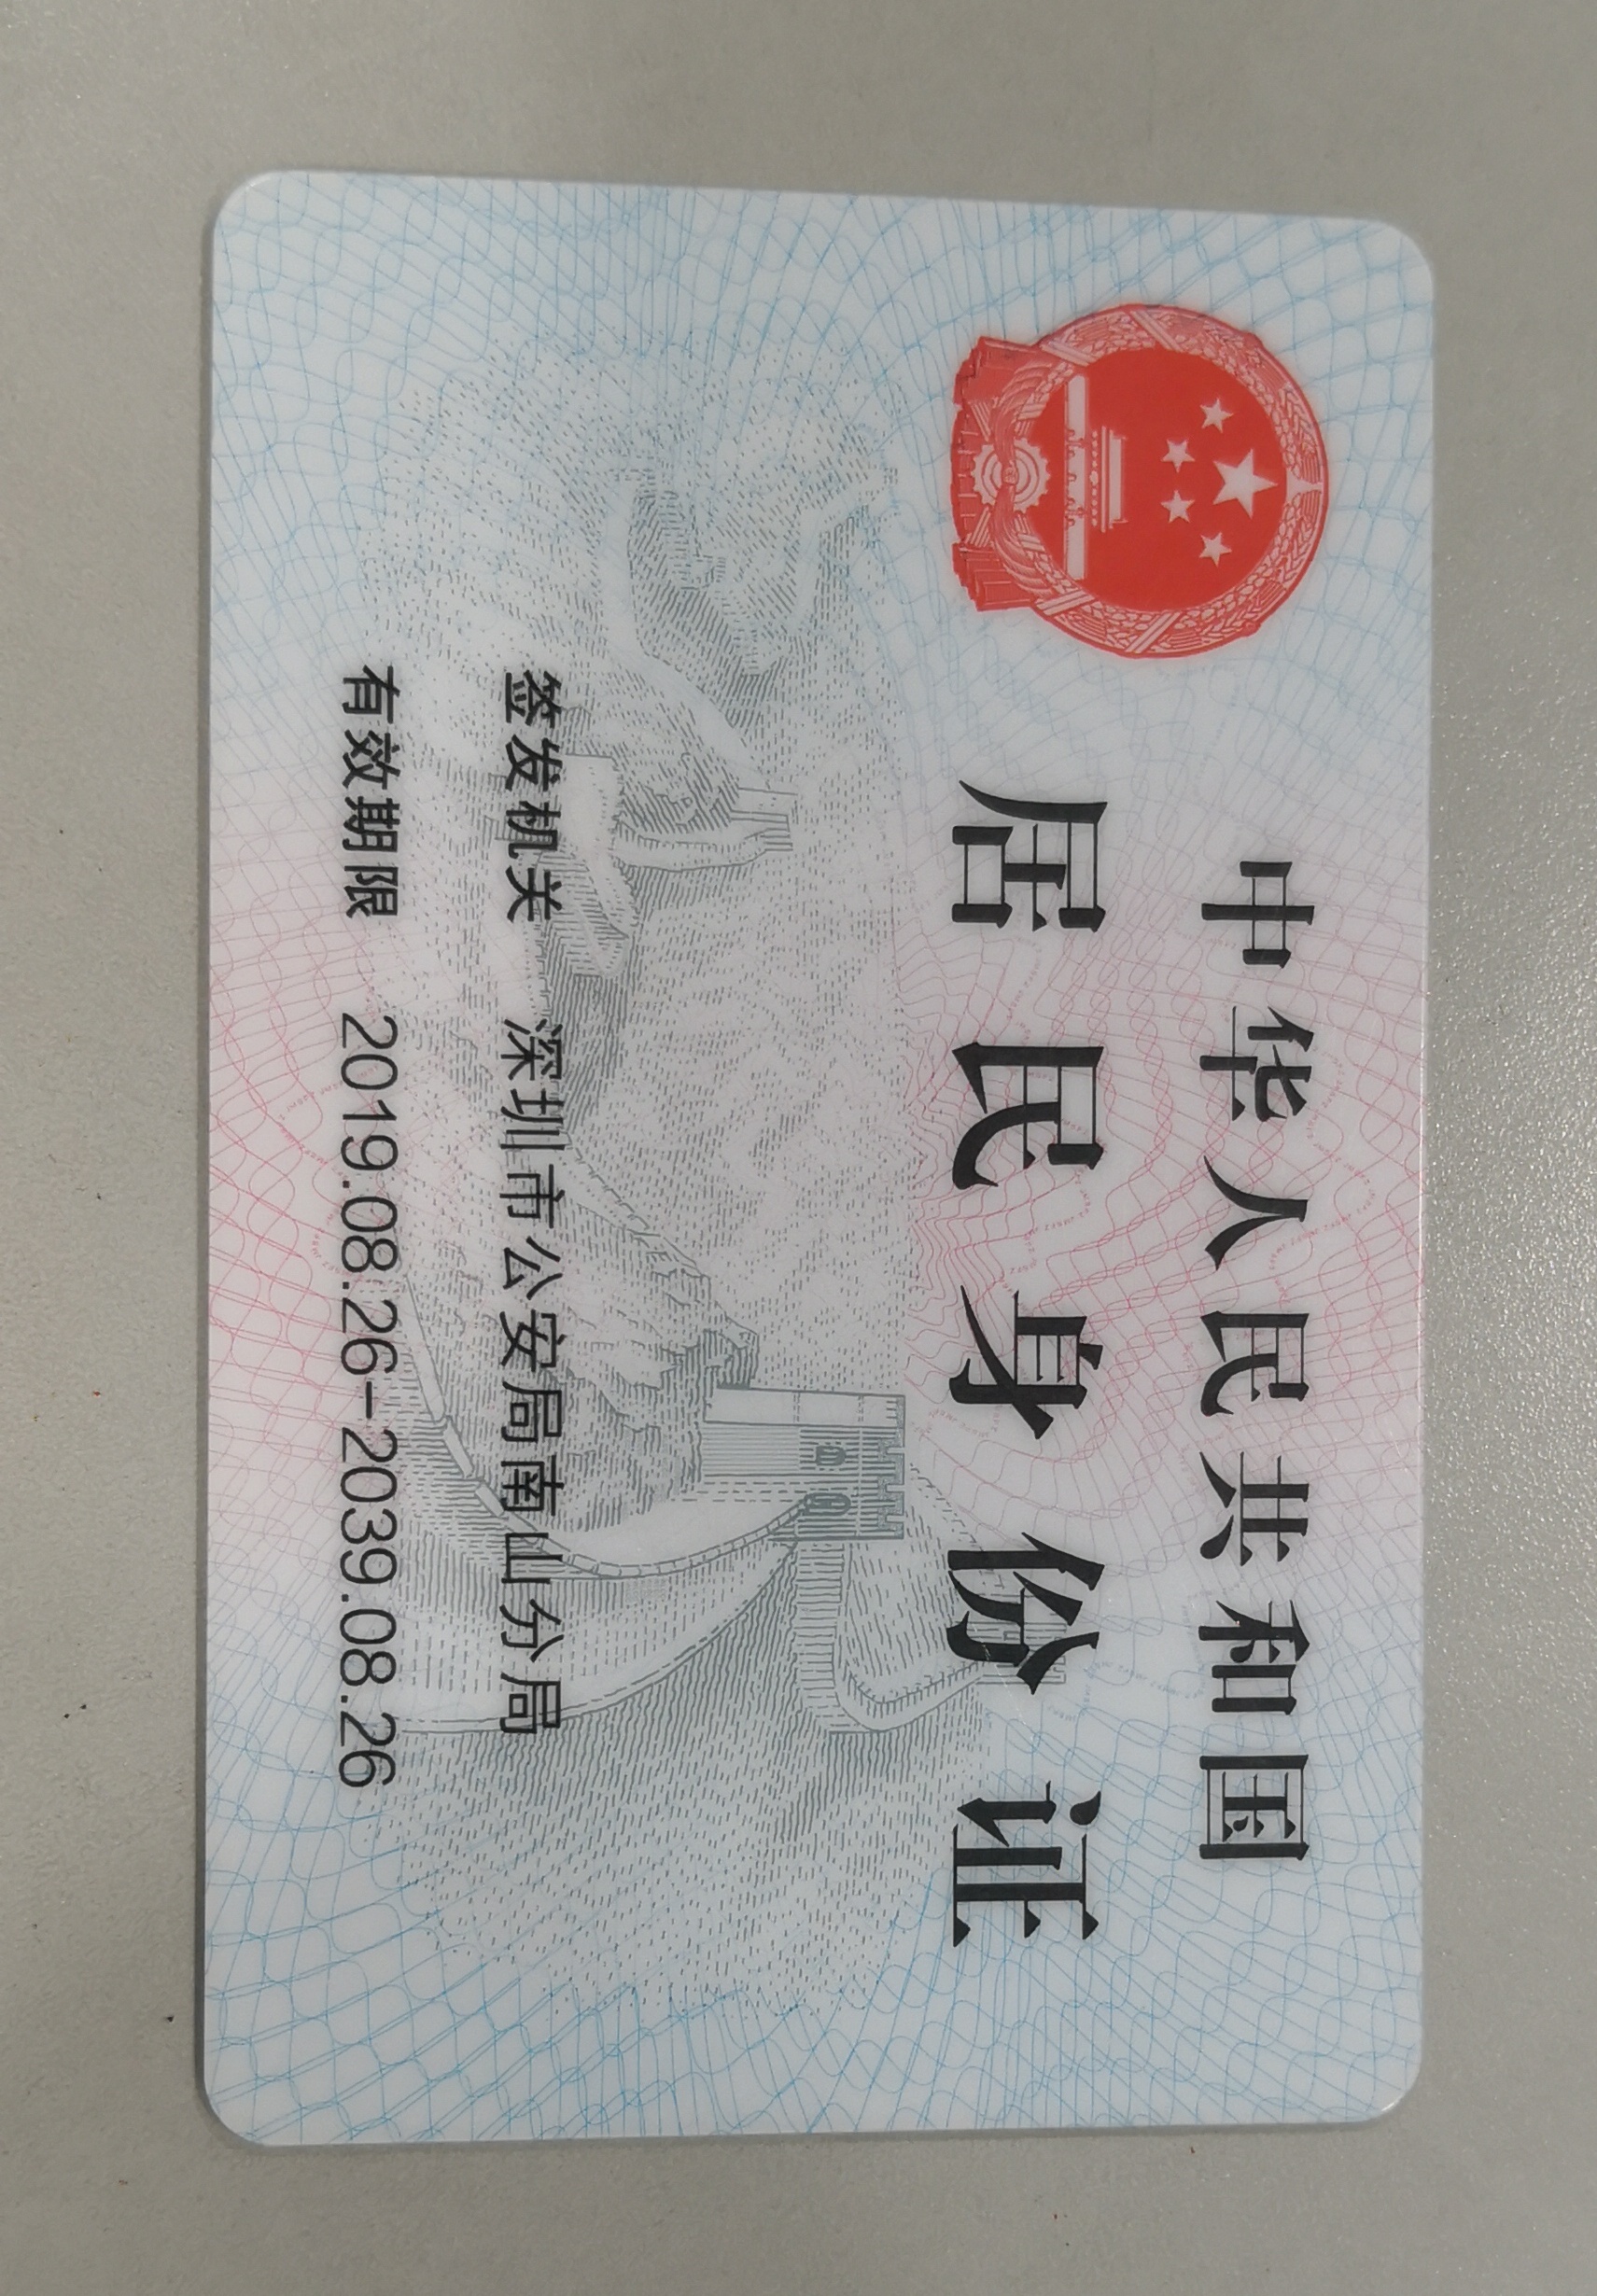 中华人民共和国
居民身份证
签发机关 深圳市公安局南山分局
有效期限 2019.08.26-2039.08.26